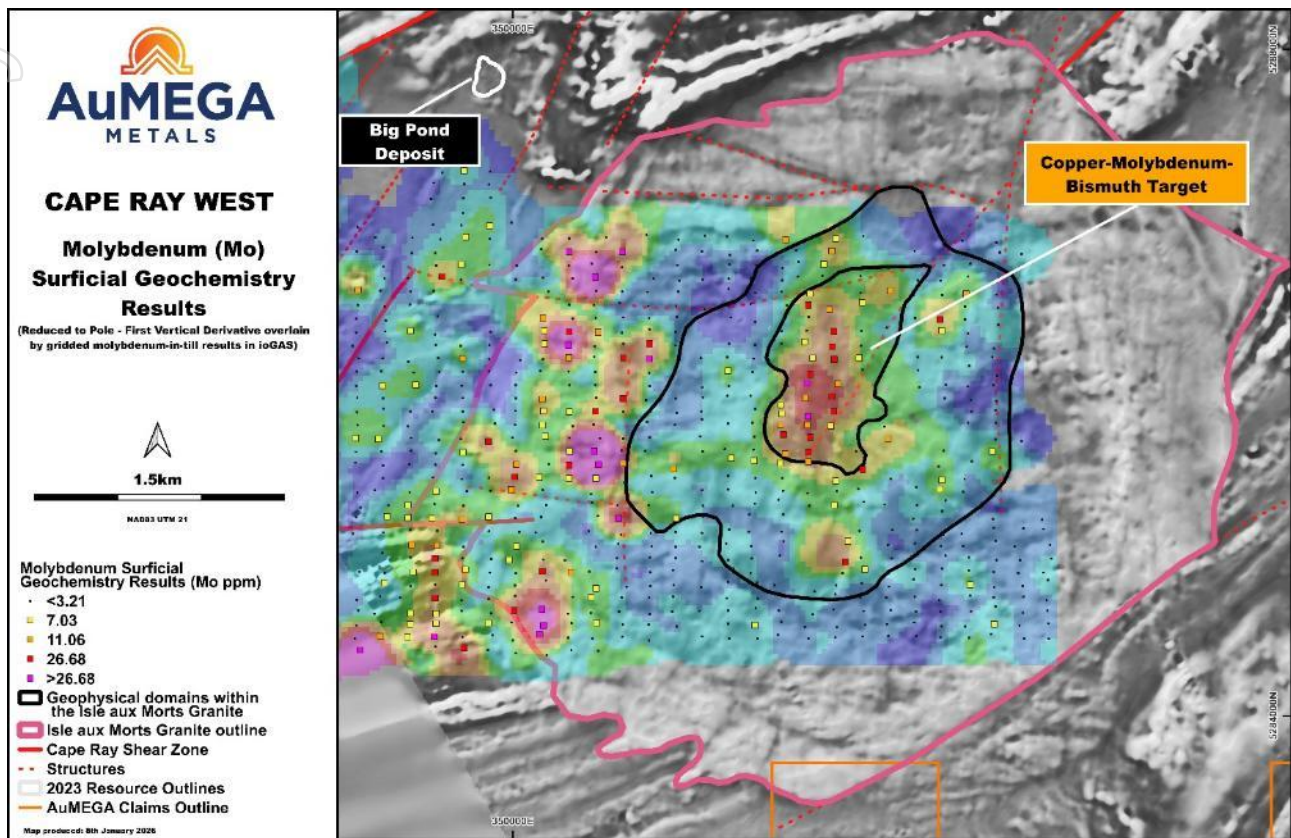 AuMEGA
METALS
CAPE RAY WEST
Molybdenum (Mo)
Surficial Geochemistry
Results
(Reduced to Pole - First Vertical Derivative overlain
by gridded molybdenum-in-till results in ioGAS)
1.5km
NAD83 UTM 21
Molybdenum Surficial
Geochemistry Results (Mo ppm)
<3.21
7.03
11.06
26.68
>26.68
Geophysical domains within
the Isle aux Morts Granite
Isle aux Morts Granite outline
Cape Ray Shear Zone
Structures
2023 Resource Outlines
AuMEGA Claims Outline
Map produced: 8th January 2026
350000E
5288000N
Big Pond
Deposit
Copper-Molybdenum-
Bismuth Target
5284000N
350000E